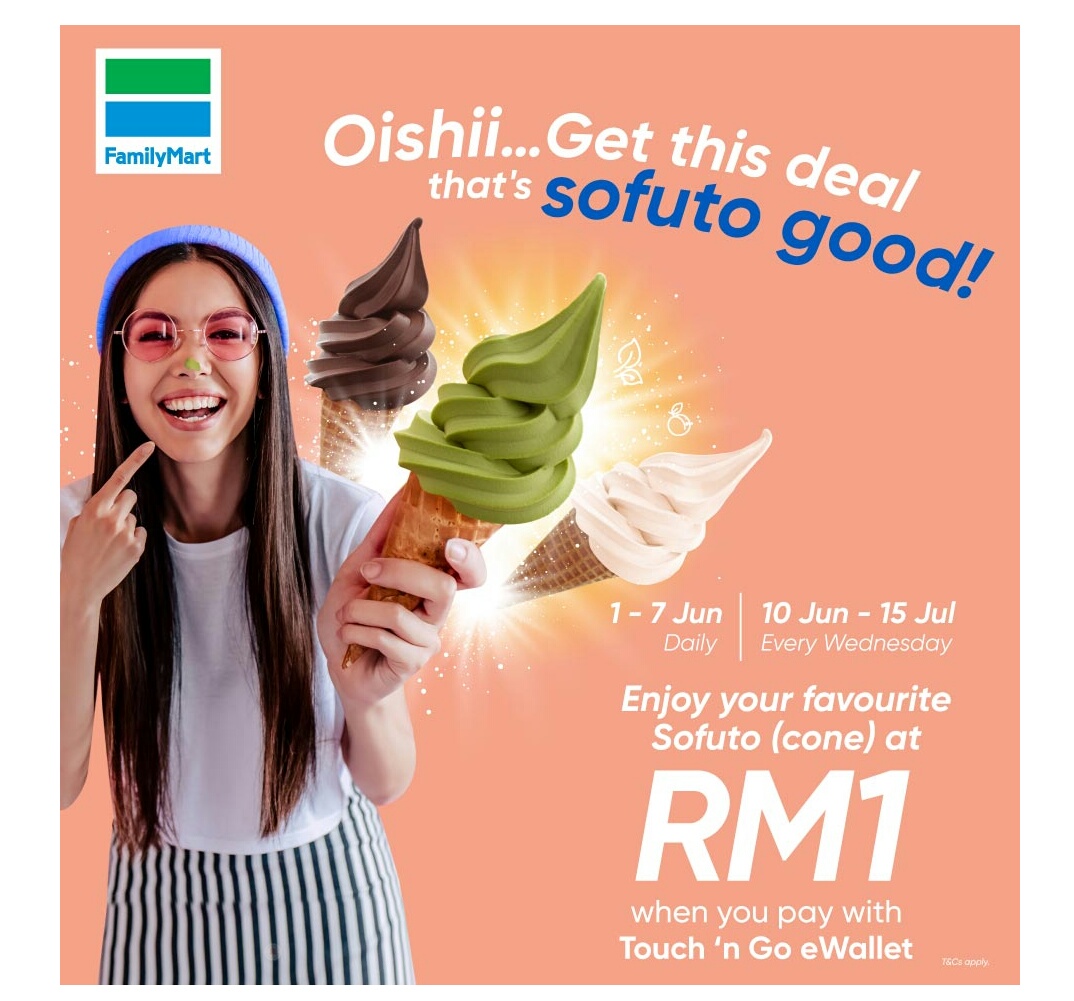 FamilyMart
Oishii...Get this deal
that's sofuto good!
1 - 7 Jun
Daily
10 Jun - 15 Jul
Every Wednesday
Enjoy your favourite
Sofuto (cone) at
RM1
when you pay with
Touch ‘n Go eWallet
T&Cs apply.